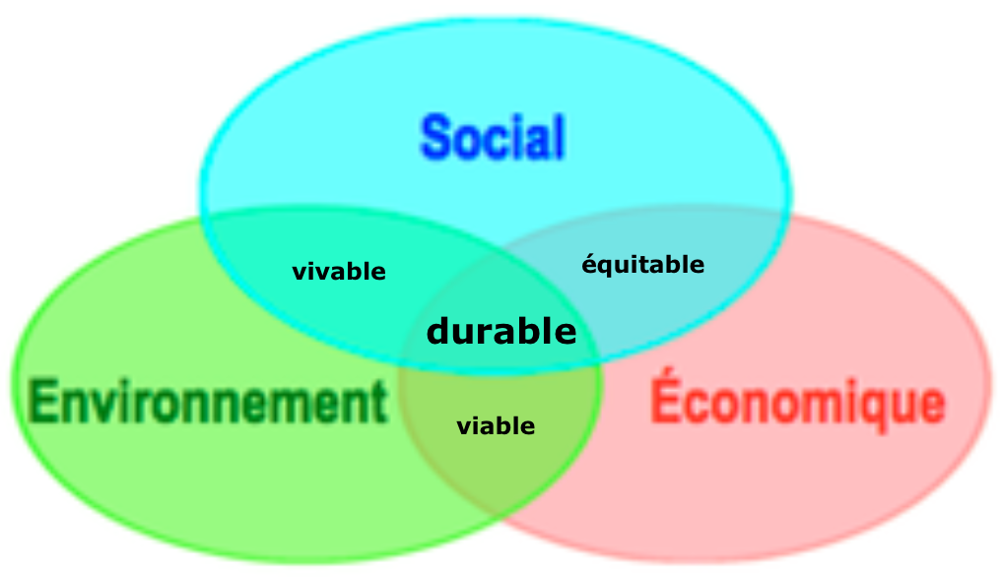 Social
vivable
équitable
durable
Environnement
Économique
viable